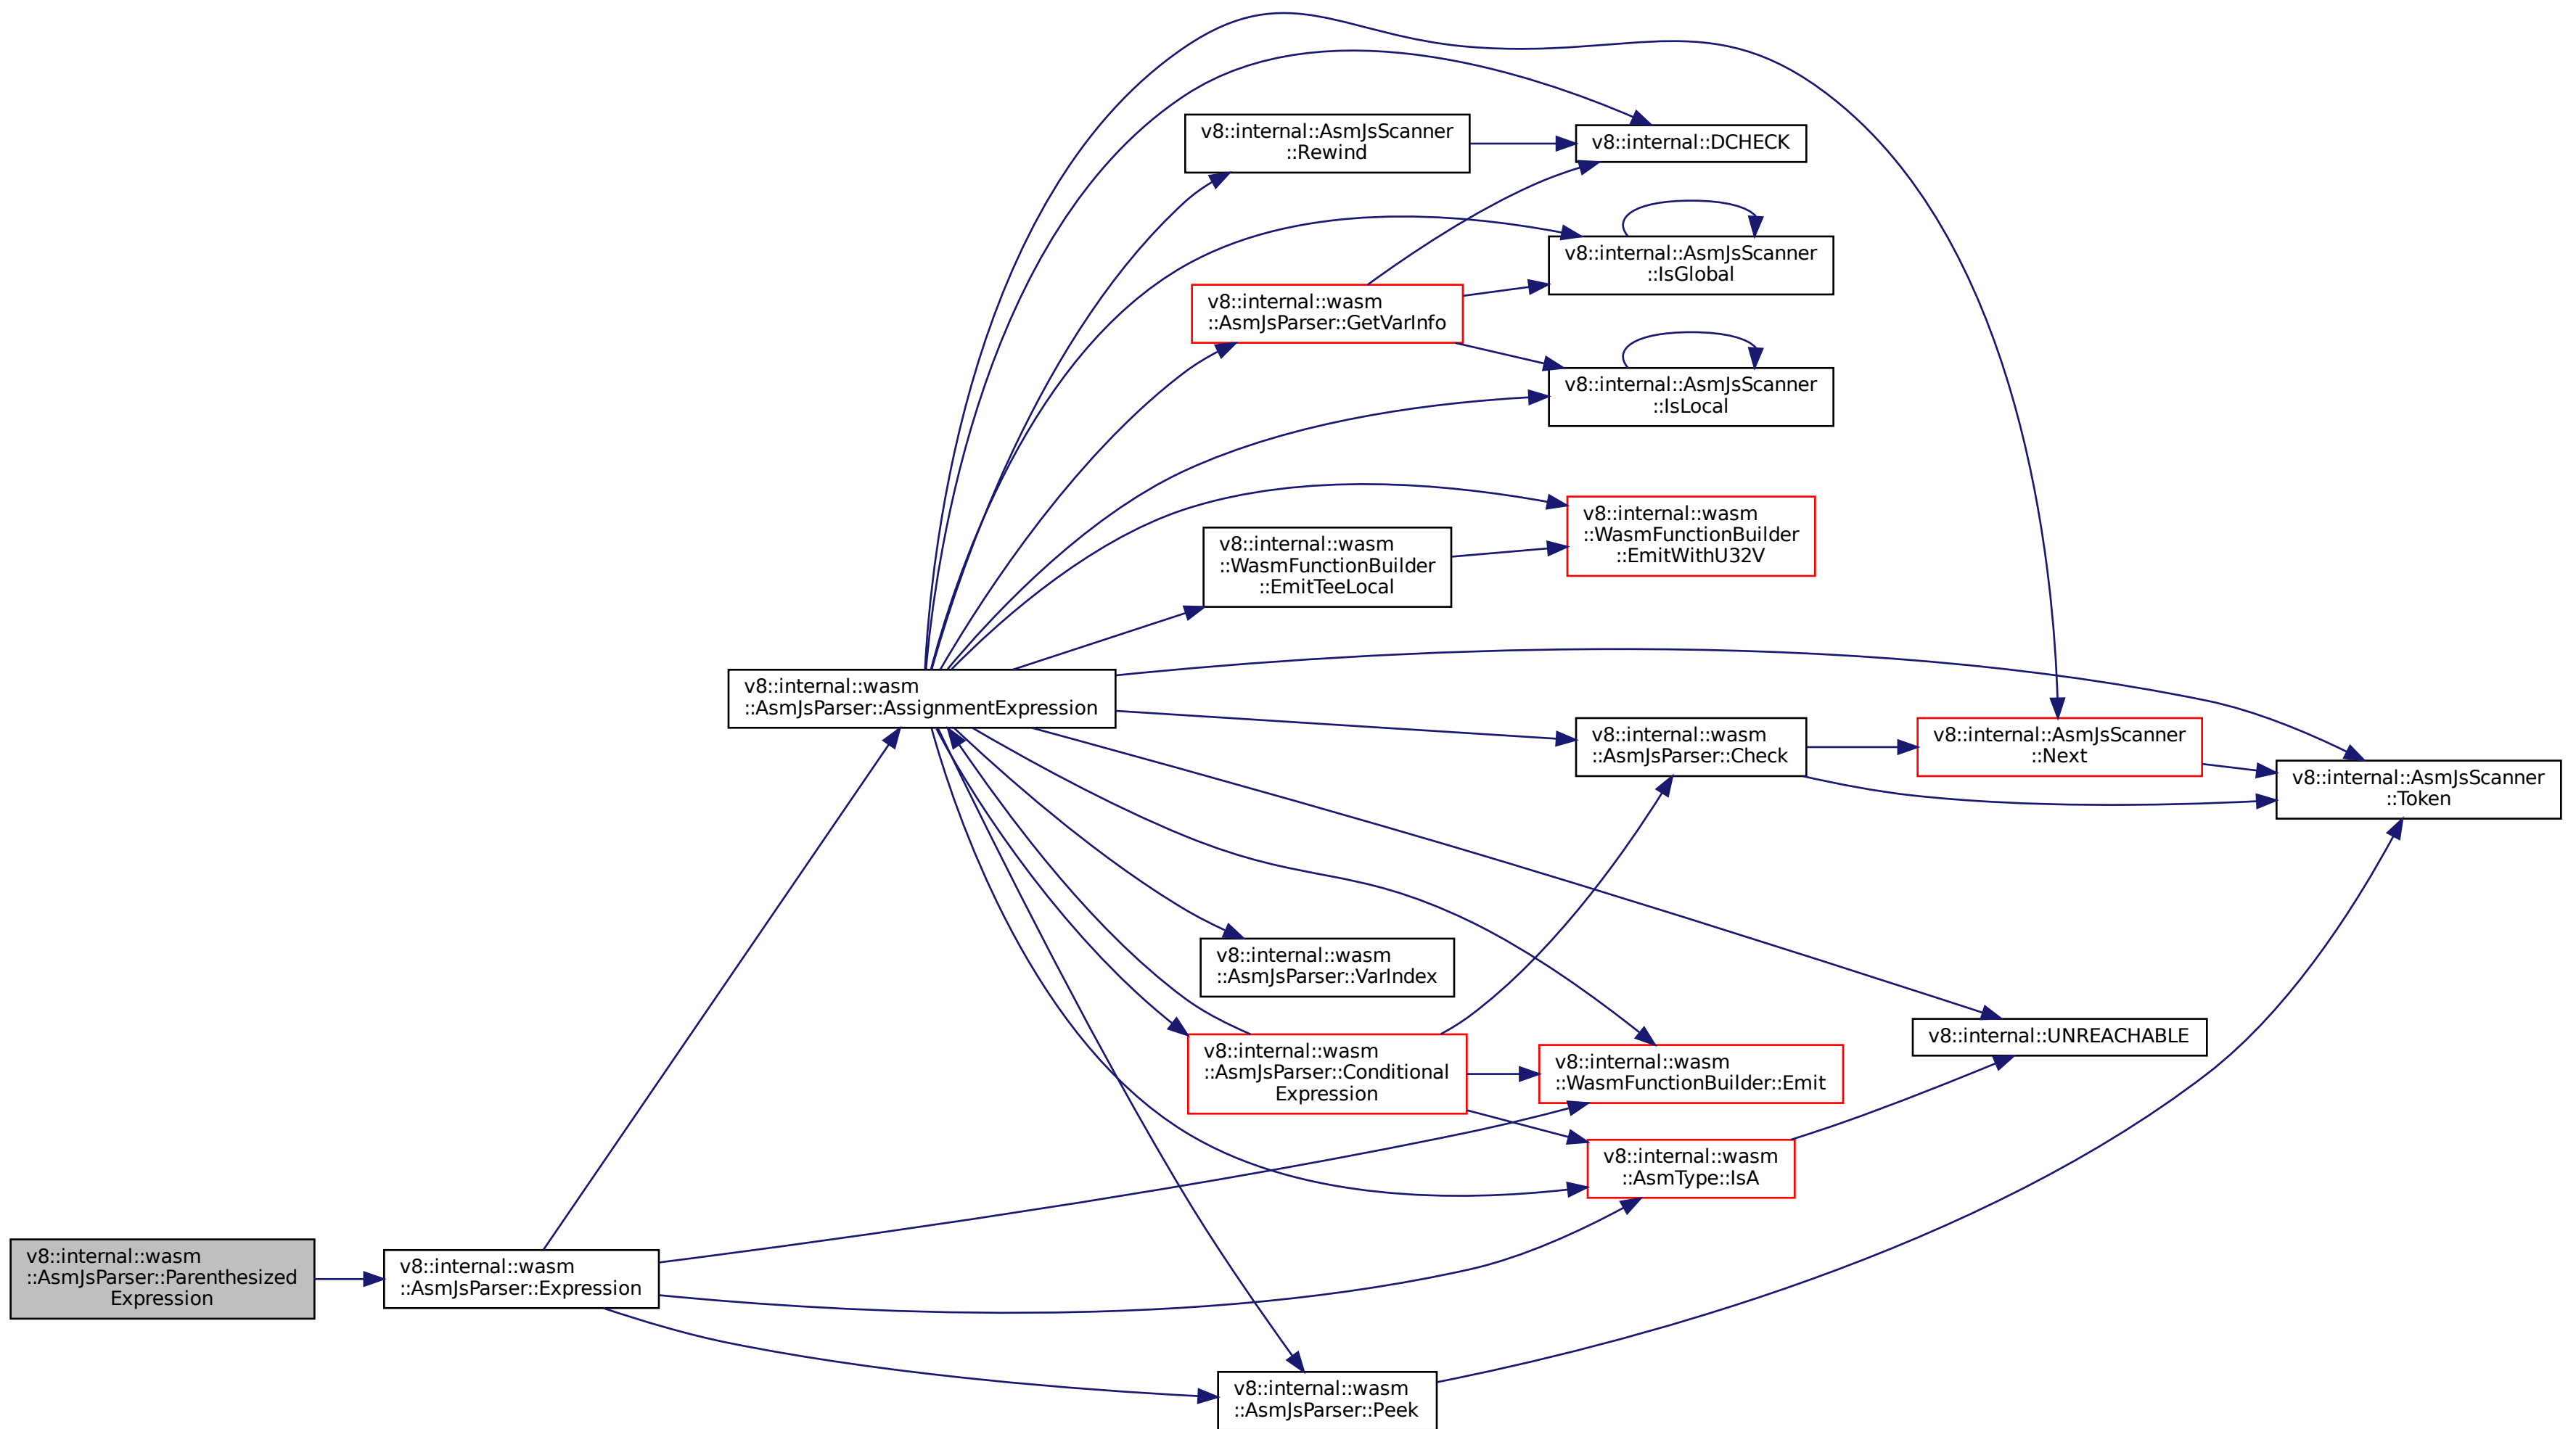 v8::internal::AsmJsScanner
::Rewind
v8::internal::DCHECK
v8::internal::AsmJsScanner
::IsGlobal
v8::internal::wasm
::AsmJsParser::GetVarInfo
v8::internal::AsmJsScanner
::IsLocal
v8::internal::wasm
::WasmFunctionBuilder
::EmitWithU32V
v8::internal::wasm
::WasmFunctionBuilder
::EmitTeeLocal
v8::internal::wasm
::AsmJsParser::AssignmentExpression
v8::internal::wasm
::AsmJsParser::Check
v8::internal::AsmJsScanner
::Next
v8::internal::AsmJsScanner
::Token
v8::internal::wasm
::AsmJsParser::VarIndex
v8::internal::UNREACHABLE
v8::internal::wasm
::AsmJsParser::Conditional
Expression
v8::internal::wasm
::WasmFunctionBuilder::Emit
v8::internal::wasm
::AsmType::IsA
v8::internal::wasm
::AsmJsParser::Parenthesized
Expression
v8::internal::wasm
::AsmJsParser::Expression
v8::internal::wasm
::AsmJsParser::Peek